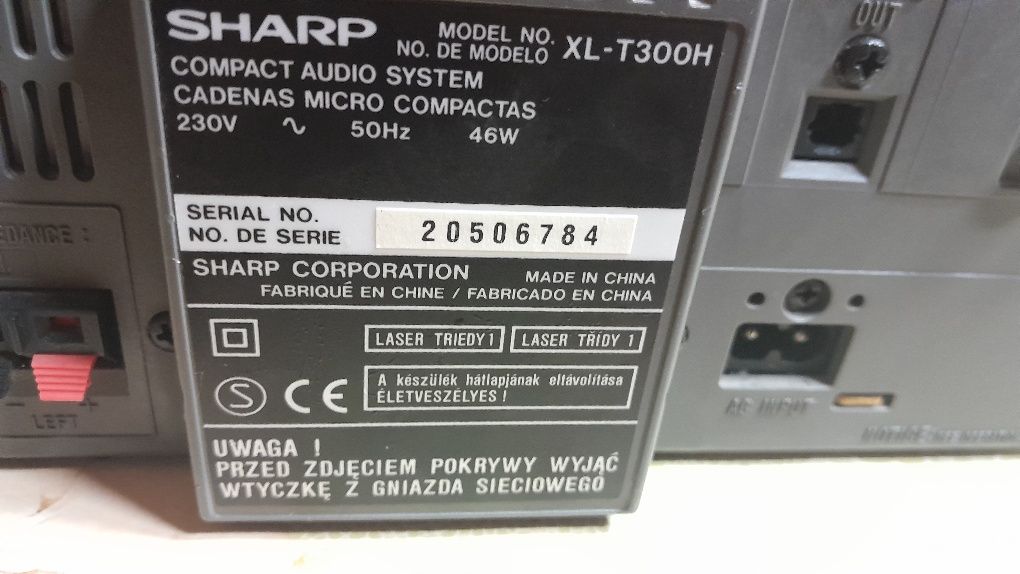 SHARP
MODEL NO.
NO. DE MODELO
XL-T300H
COMPACT AUDIO SYSTEM
CADENAS MICRO COMPACTAS
230V ∿ 50Hz 46W
SERIAL NO.
NO. DE SERIE
20506784
SHARP CORPORATION
MADE IN CHINA
FABRIQUÉ EN CHINE / FABRICADO EN CHINA
LASER TRIEDY 1
LASER TŘÍDY 1
S CE
A készülék hátlapjának eltávolítása
ÉLETVESZÉLYES !
UWAGA !
PRZED ZDJĘCIEM POKRYWY WYJĄĆ
WTYCZKĘ Z GNIAZDA SIECIOWEGO
OUT
AC INPUT
− +
LEFT